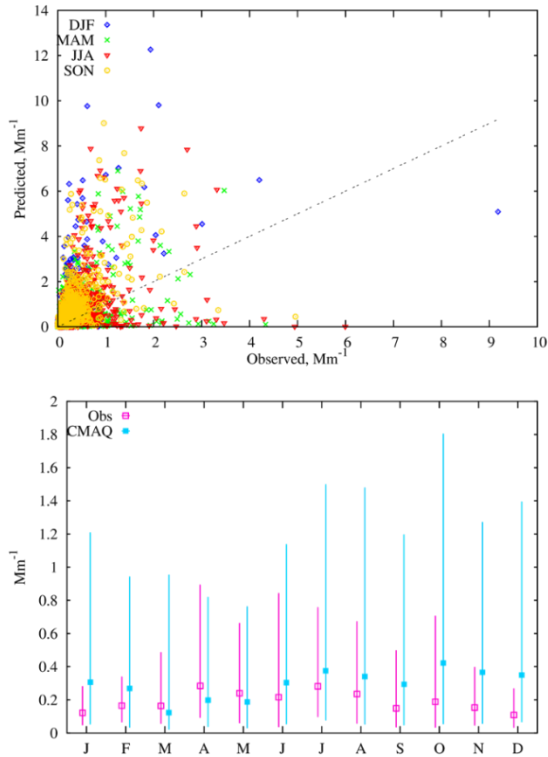 14
12
10
8
6
4
2
0
Predicted, Mm-1
DJF
MAM
JJA
SON
0 1 2 3 4 5 6 7 8 9 10
Observed, Mm-1
2
1.8
1.6
1.4
1.2
1
0.8
0.6
0.4
0.2
0
Mm-1
Obs
CMAQ
J F M A M J J A S O N D